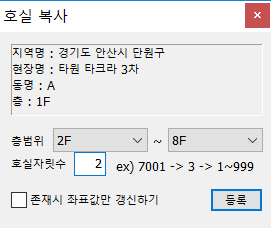 호실 복사
지역명 : 경기도 안산시 단원구
현장명 : 타원 타크라 3차
동명 : A
층 : 1F
층범위 2F ~ 8F
호실자릿수 2 ex) 7001 -> 3 -> 1~999
존재시 좌표값만 갱신하기 등록